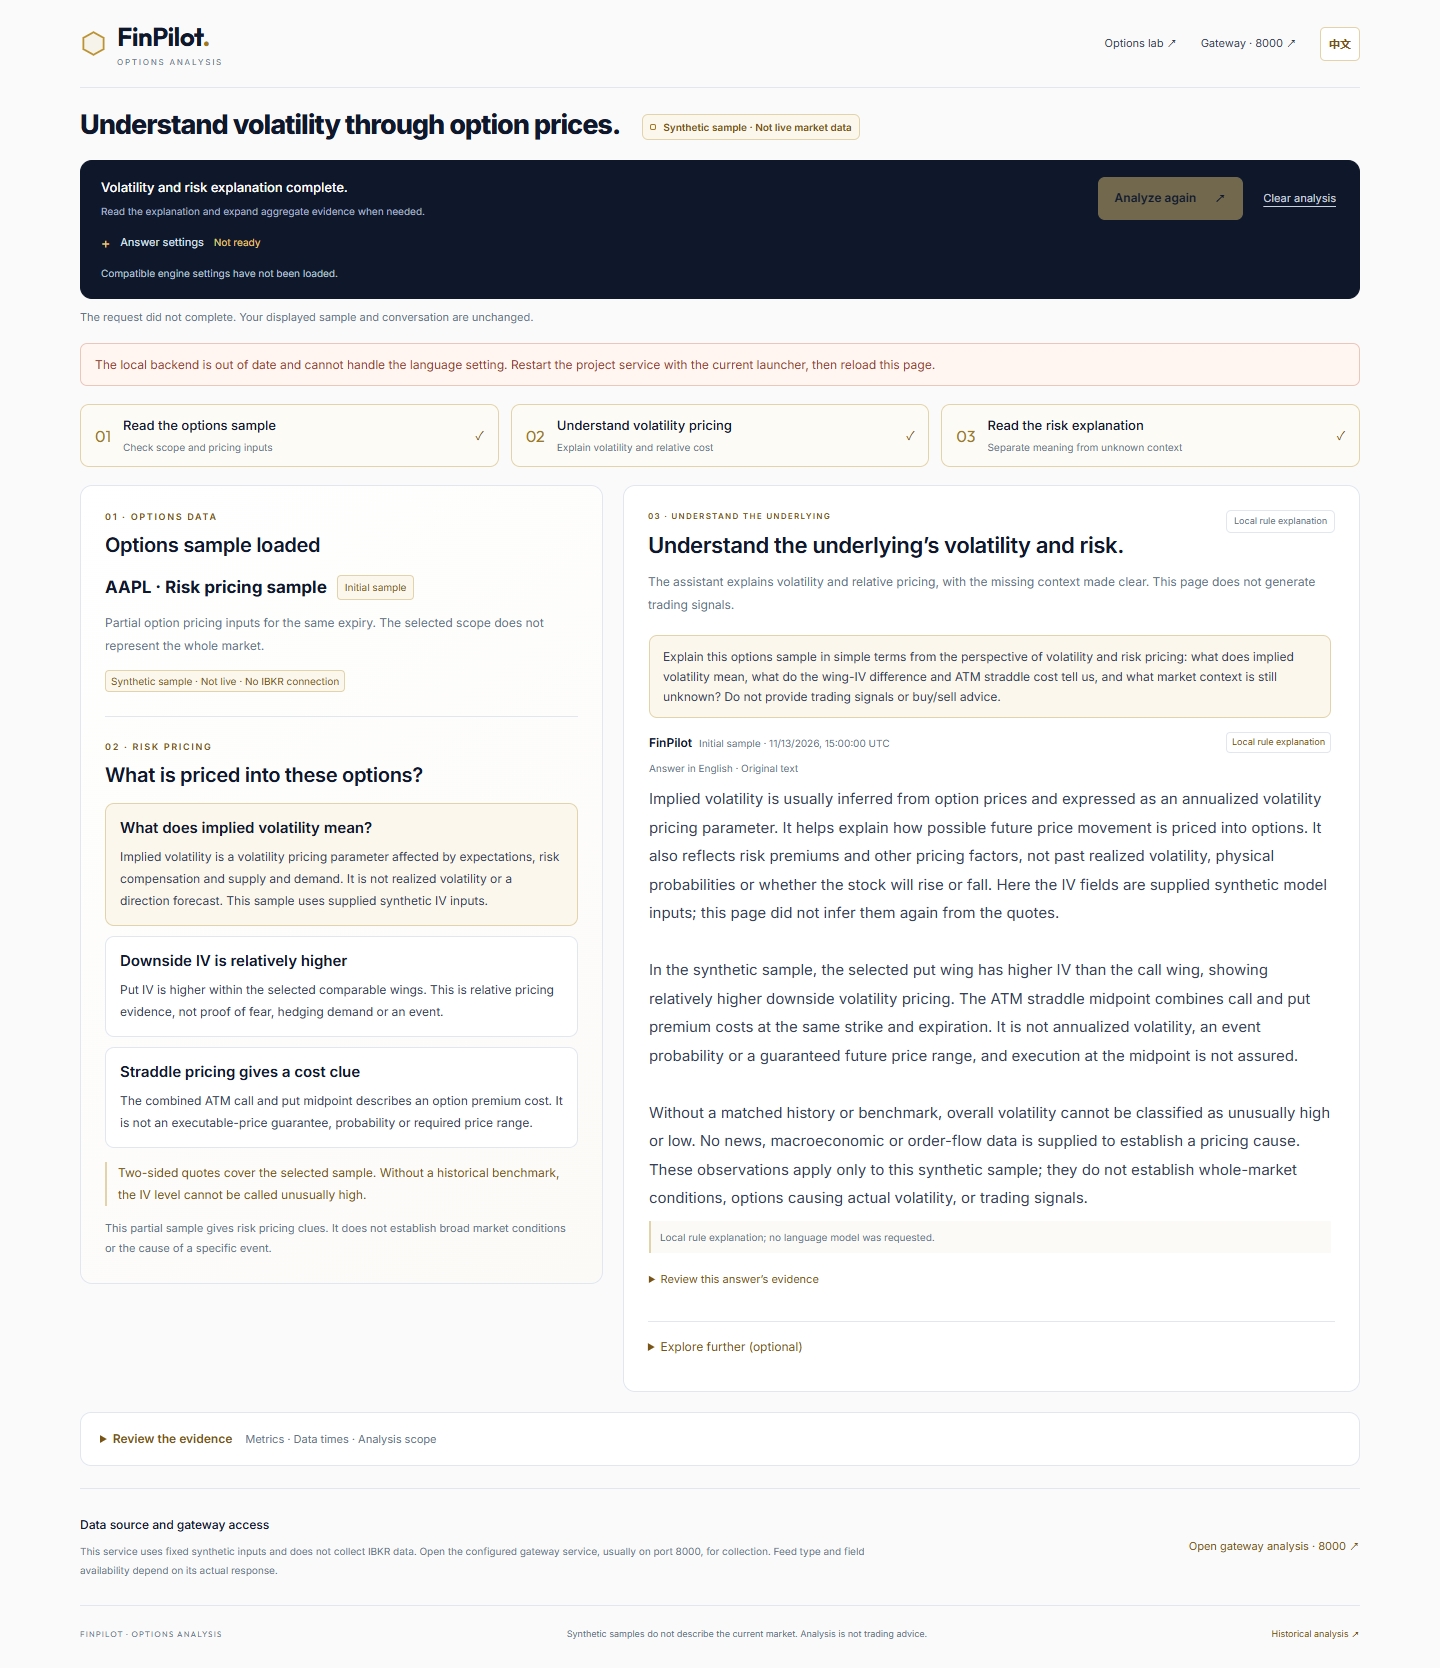 FinPilot.
OPTIONS ANALYSIS
Options lab ↗
Gateway · 8000 ↗
中文
Understand volatility through option prices.
Synthetic sample · Not live market data
Volatility and risk explanation complete.
Read the explanation and expand aggregate evidence when needed.
+ Answer settings Not ready
Compatible engine settings have not been loaded.
Analyze again ↗
Clear analysis
The request did not complete. Your displayed sample and conversation are unchanged.
The local backend is out of date and cannot handle the language setting. Restart the project service with the current launcher, then reload this page.
01 Read the options sample ✓
Check scope and pricing inputs
02 Understand volatility pricing ✓
Explain volatility and relative cost
03 Read the risk explanation ✓
Separate meaning from unknown context
01 · OPTIONS DATA
Options sample loaded
AAPL · Risk pricing sample Initial sample
Partial option pricing inputs for the same expiry. The selected scope does not
represent the whole market.
Synthetic sample · Not live · No IBKR connection
02 · RISK PRICING
What is priced into these options?
What does implied volatility mean?
Implied volatility is a volatility pricing parameter affected by expectations, risk
compensation and supply and demand. It is not realized volatility or a
direction forecast. This sample uses supplied synthetic IV inputs.
Downside IV is relatively higher
Put IV is higher within the selected comparable wings. This is relative pricing
evidence, not proof of fear, hedging demand or an event.
Straddle pricing gives a cost clue
The combined ATM call and put midpoint describes an option premium cost. It
is not an executable-price guarantee, probability or required price range.
Two-sided quotes cover the selected sample. Without a historical benchmark,
the IV level cannot be called unusually high.
This partial sample gives risk pricing clues. It does not establish broad market conditions
or the cause of a specific event.
03 · UNDERSTAND THE UNDERLYING
Local rule explanation
Understand the underlying’s volatility and risk.
The assistant explains volatility and relative pricing, with the missing context made clear. This page does not generate
trading signals.
Explain this options sample in simple terms from the perspective of volatility and risk pricing: what does implied
volatility mean, what do the wing-IV difference and ATM straddle cost tell us, and what market context is still
unknown? Do not provide trading signals or buy/sell advice.
FinPilot Initial sample · 11/13/2026, 15:00:00 UTC
Local rule explanation
Answer in English · Original text
Implied volatility is usually inferred from option prices and expressed as an annualized volatility
pricing parameter. It helps explain how possible future price movement is priced into options. It
also reflects risk premiums and other pricing factors, not past realized volatility, physical
probabilities or whether the stock will rise or fall. Here the IV fields are supplied synthetic model
inputs; this page did not infer them again from the quotes.
In the synthetic sample, the selected put wing has higher IV than the call wing, showing
relatively higher downside volatility pricing. The ATM straddle midpoint combines call and put
premium costs at the same strike and expiration. It is not annualized volatility, an event
probability or a guaranteed future price range, and execution at the midpoint is not assured.
Without a matched history or benchmark, overall volatility cannot be classified as unusually high
or low. No news, macroeconomic or order-flow data is supplied to establish a pricing cause.
These observations apply only to this synthetic sample; they do not establish whole-market
conditions, options causing actual volatility, or trading signals.
Local rule explanation; no language model was requested.
▶ Review this answer’s evidence
▶ Explore further (optional)
▶ Review the evidence Metrics · Data times · Analysis scope
Data source and gateway access
This service uses fixed synthetic inputs and does not collect IBKR data. Open the configured gateway service, usually on port 8000, for collection. Feed type and field
availability depend on its actual response.
Open gateway analysis · 8000 ↗
FINPILOT · OPTIONS ANALYSIS
Synthetic samples do not describe the current market. Analysis is not trading advice.
Historical analysis ↗